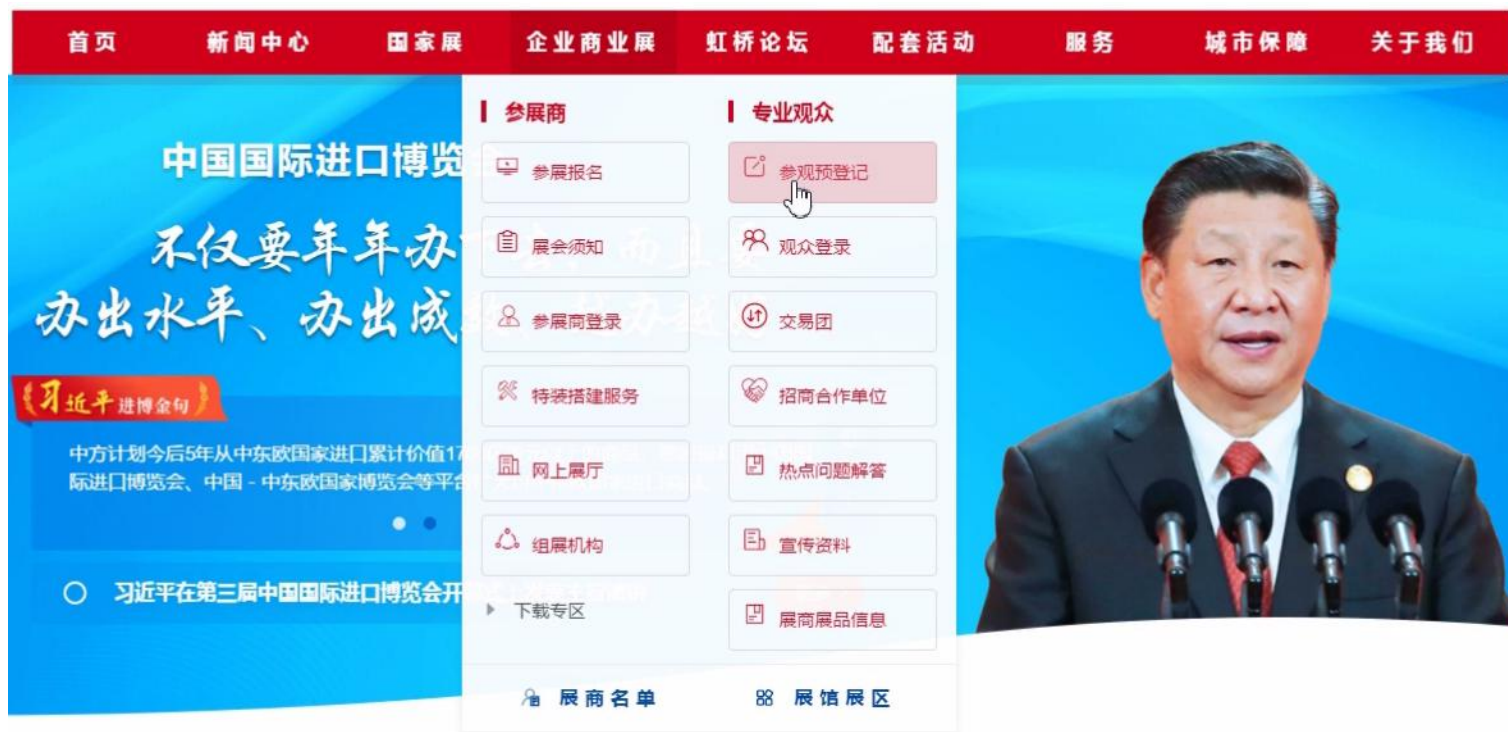 首页 新闻中心 国家展 企业商业展 虹桥论坛 配套活动 服务 城市保障 关于我们
中国国际进口博览会
不仅要年年办下去，而且要
办出水平、办出成效、越办越
习近平进博金句
中方计划今后5年从中东欧国家进口累计价值17
际进口博览会、中国 - 中东欧国家博览会等平台
习近平在第三届中国国际进口博览会开
参展商
参展报名
展会须知
参展商登录
特装搭建服务
网上展厅
组展机构
下载专区
专业观众
参观预登记
观众登录
交易团
招商合作单位
热点问题解答
宣传资料
展商展品信息
展商名单
展馆展区